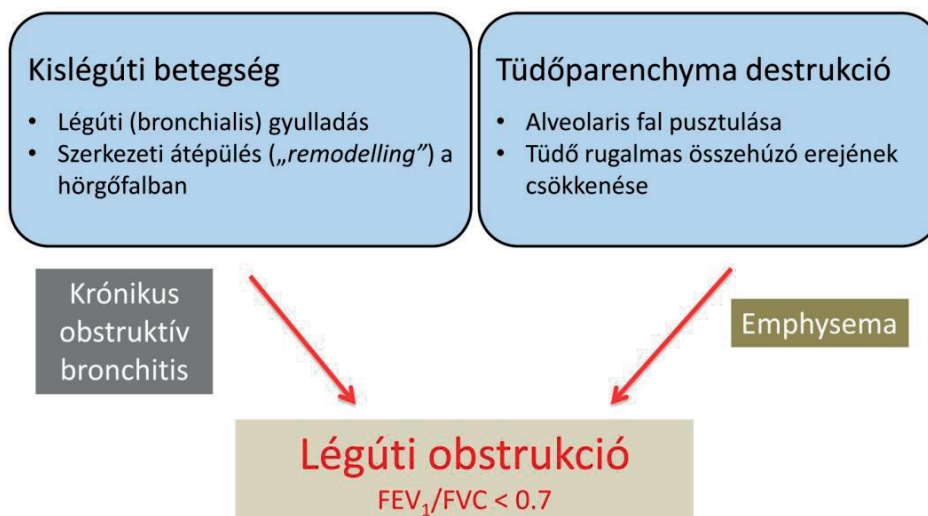 Kislégúti betegség
• Légúti (bronchialis) gyulladás
• Szerkezeti átépülés („remodelling”) a
hörgőfalban
Tüdőparenchyma destrukció
• Alveolaris fal pusztulása
• Tüdő rugalmas összehúzó erejének
csökkenése
Krónikus
obstruktív
bronchitis
Emphysema
Légúti obstrukció
FEV₁/FVC < 0.7